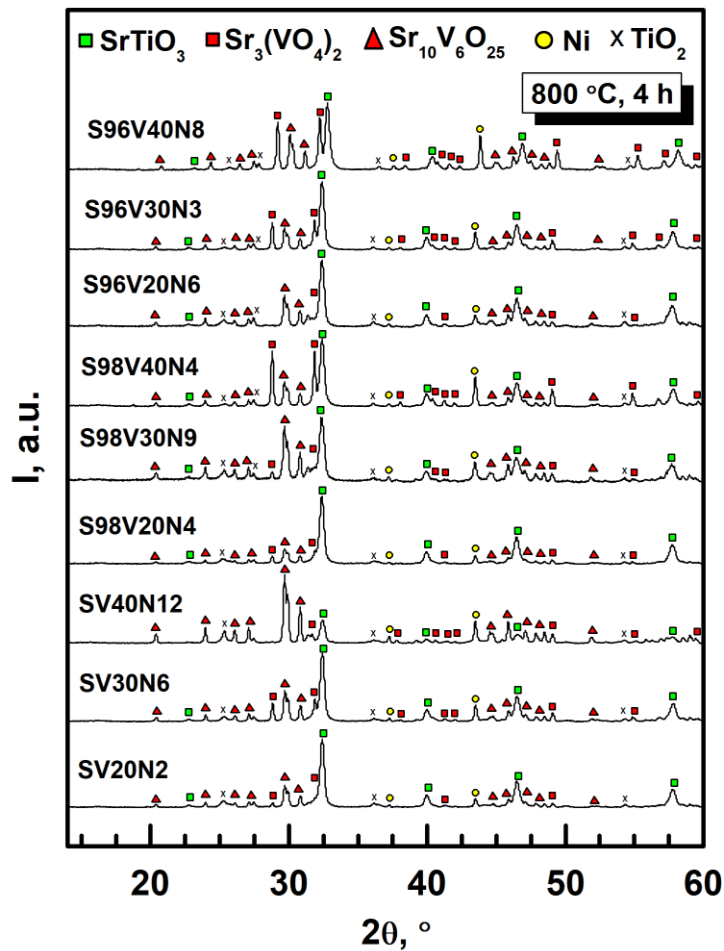 SrTiO3 Sr3(VO4)2 Sr10V6O25 Ni x TiO2
800 °C, 4 h
S96V40N8
S96V30N3
S96V20N6
S98V40N4
S98V30N9
S98V20N4
SV40N12
SV30N6
SV20N2
I, a.u.
20 30 40 50 60
2θ, °